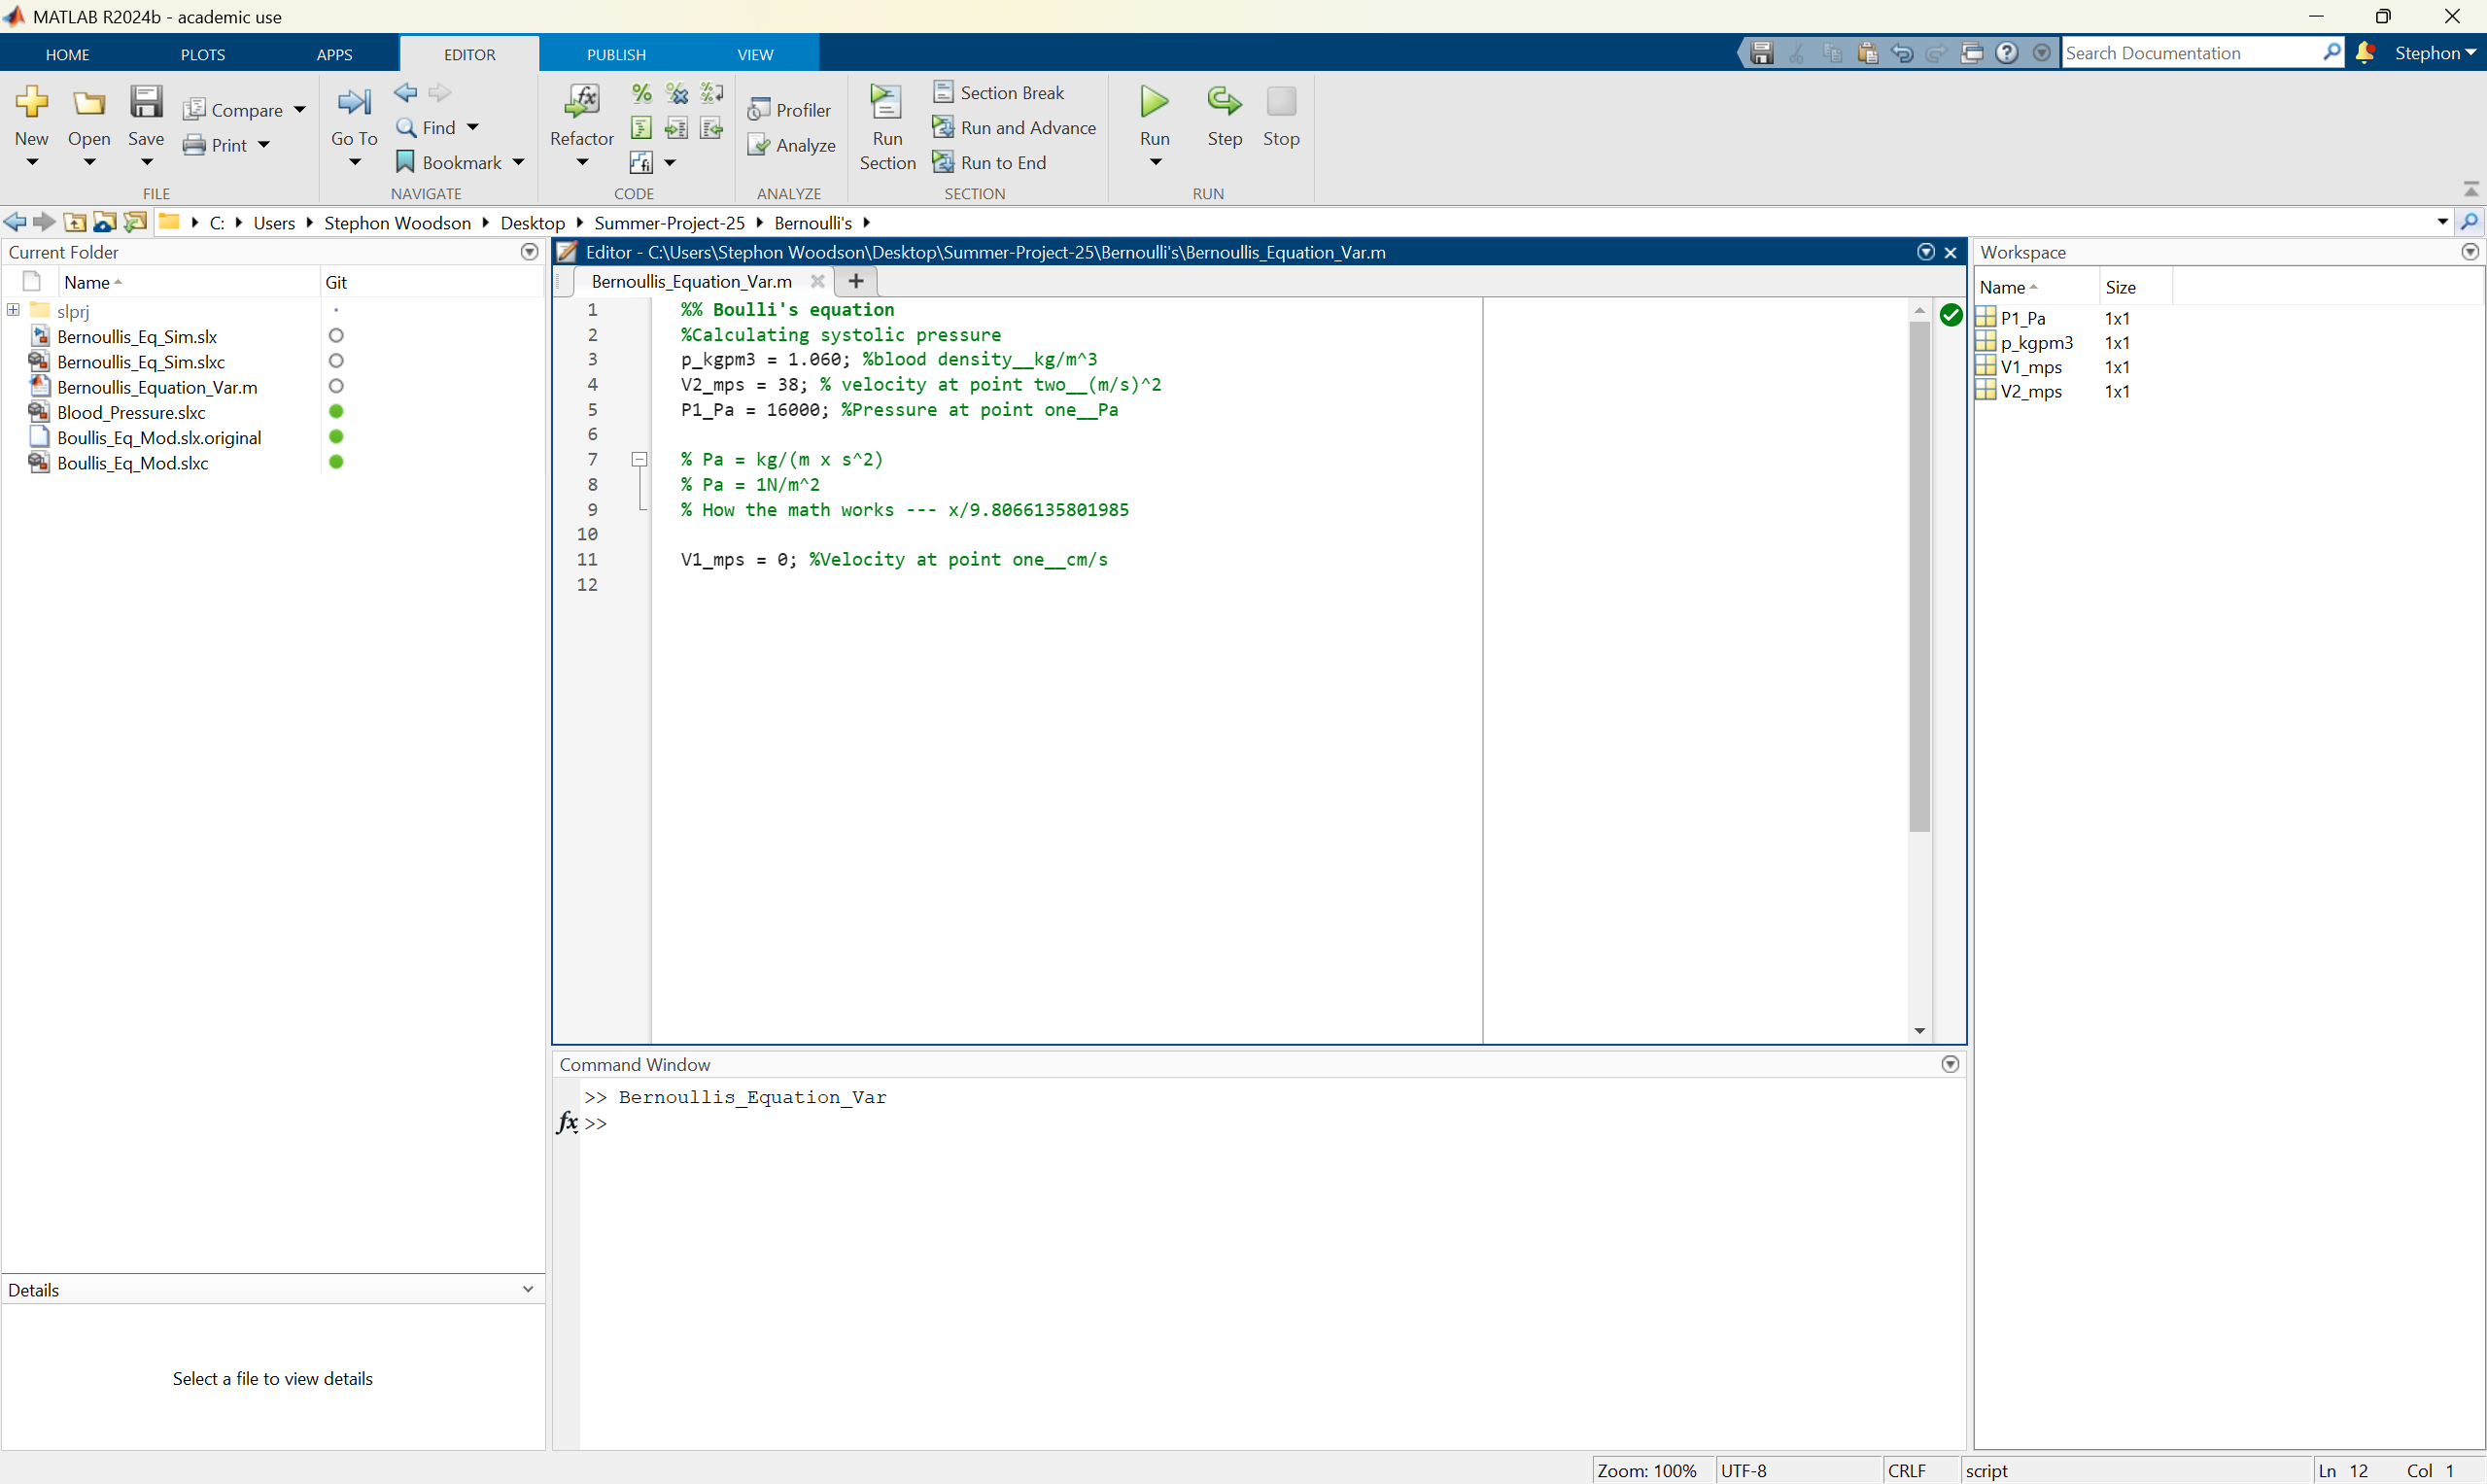 MATLAB R2024b - academic use
HOME PLOTS APPS EDITOR PUBLISH VIEW
Search Documentation
Stephon
New Open Save Compare Print
FILE
Go To Find Bookmark
NAVIGATE
Refactor
CODE
Profiler
Analyze
ANALYZE
Run Section
Section Break
Run and Advance
Run to End
SECTION
Run Step Stop
RUN
C: Users Stephon Woodson Desktop Summer-Project-25 Bernoulli's
Current Folder
Name Git
slprj
Bernoullis_Eq_Sim.slx
Bernoullis_Eq_Sim.slxc
Bernoullis_Equation_Var.m
Blood_Pressure.slxc
Boullis_Eq_Mod.slx.original
Boullis_Eq_Mod.slxc
Details
Select a file to view details
Editor - C:\Users\Stephon Woodson\Desktop\Summer-Project-25\Bernoulli's\Bernoullis_Equation_Var.m
Bernoullis_Equation_Var.m
1 %% Boulli's equation
2 %Calculating systolic pressure
3 p_kgpm3 = 1.060; %blood density__kg/m^3
4 V2_mps = 38; % velocity at point two__(m/s)^2
5 P1_Pa = 16000; %Pressure at point one__Pa
6
7 % Pa = kg/(m x s^2)
8 % Pa = 1N/m^2
9 % How the math works --- x/9.8066135801985
10
11 V1_mps = 0; %Velocity at point one__cm/s
12
Command Window
>> Bernoullis_Equation_Var
fx >>
Workspace
Name Size
P1_Pa 1x1
p_kgpm3 1x1
V1_mps 1x1
V2_mps 1x1
Zoom: 100% UTF-8 CRLF script Ln 12 Col 1